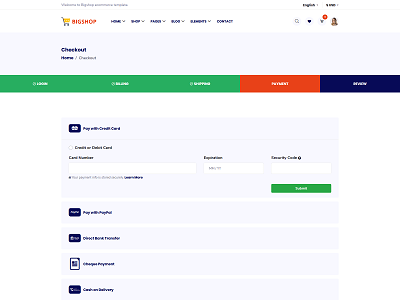 Welcome to Bigshop ecommerce template
English
$ USD
BIGSHOP
HOME SHOP PAGES BLOG ELEMENTS CONTACT
Checkout
Home / Checkout
LOGIN BILLING SHIPPING PAYMENT REVIEW
Pay with Credit Card
Credit or Debit Card
Card Number Expiration Security Code
MM / YY
Your payment info is stored securely. Learn More
Submit
Pay with PayPal
Direct Bank Transfer
Cheque Payment
Cash on Delivery